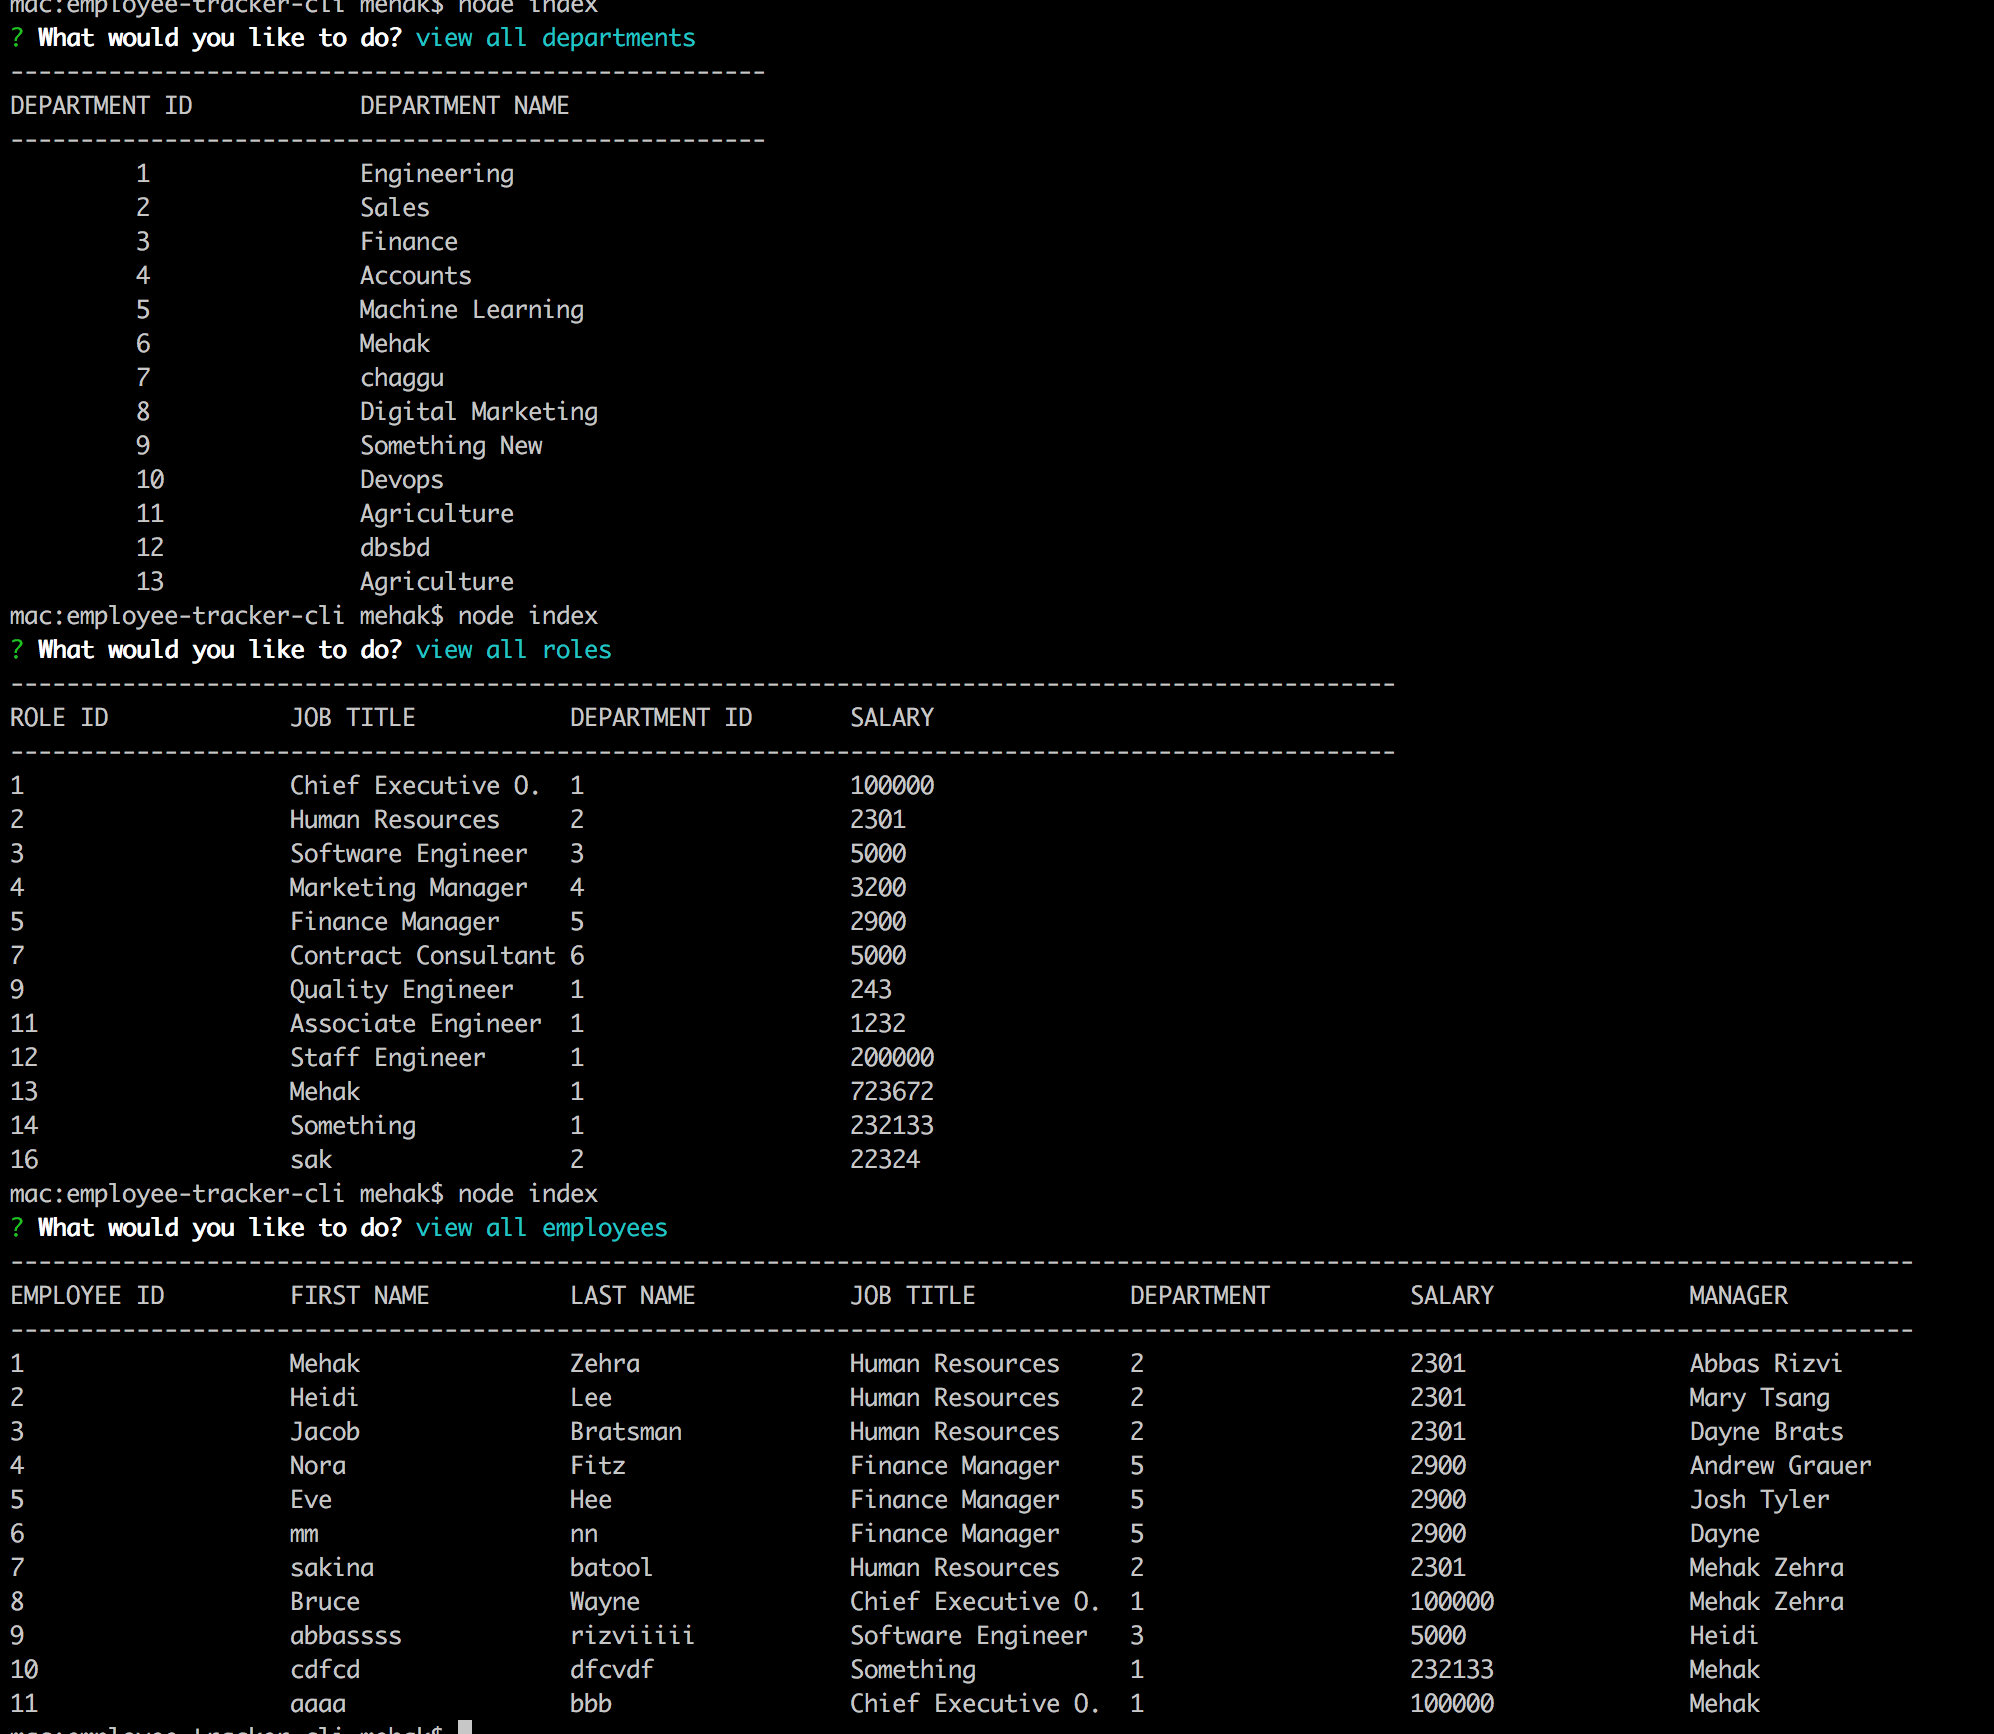 mac:employee-tracker-cli mehak$ node index
? What would you like to do? view all departments
------------------------------------------------------
DEPARTMENT ID            DEPARTMENT NAME
------------------------------------------------------
         1               Engineering
         2               Sales
         3               Finance
         4               Accounts
         5               Machine Learning
         6               Mehak
         7               chaggu
         8               Digital Marketing
         9               Something New
         10              Devops
         11              Agriculture
         12              dbsbd
         13              Agriculture
mac:employee-tracker-cli mehak$ node index
? What would you like to do? view all roles
---------------------------------------------------------------------------------------------------
ROLE ID             JOB TITLE           DEPARTMENT ID       SALARY
---------------------------------------------------------------------------------------------------
1                   Chief Executive O.  1                   100000
2                   Human Resources     2                   2301
3                   Software Engineer   3                   5000
4                   Marketing Manager   4                   3200
5                   Finance Manager     5                   2900
7                   Contract Consultant 6                   5000
9                   Quality Engineer    1                   243
11                  Associate Engineer  1                   1232
12                  Staff Engineer      1                   200000
13                  Mehak               1                   723672
14                  Something           1                   232133
16                  sak                 2                   22324
mac:employee-tracker-cli mehak$ node index
? What would you like to do? view all employees
----------------------------------------------------------------------------------------------------------------------------------------
EMPLOYEE ID         FIRST NAME          LAST NAME           JOB TITLE           DEPARTMENT          SALARY              MANAGER
----------------------------------------------------------------------------------------------------------------------------------------
1                   Mehak               Zehra               Human Resources     2                   2301                Abbas Rizvi
2                   Heidi               Lee                 Human Resources     2                   2301                Mary Tsang
3                   Jacob               Bratsman            Human Resources     2                   2301                Dayne Brats
4                   Nora                Fitz                Finance Manager     5                   2900                Andrew Grauer
5                   Eve                 Hee                 Finance Manager     5                   2900                Josh Tyler
6                   mm                  nn                  Finance Manager     5                   2900                Dayne
7                   sakina              batool              Human Resources     2                   2301                Mehak Zehra
8                   Bruce               Wayne               Chief Executive O.  1                   100000              Mehak Zehra
9                   abbassss            rizviiiii           Software Engineer   3                   5000                Heidi
10                  cdfcd               dfcvdf              Something           1                   232133              Mehak
11                  aaaa                bbb                 Chief Executive O.  1                   100000              Mehak
mac:employee-tracker-cli mehak$